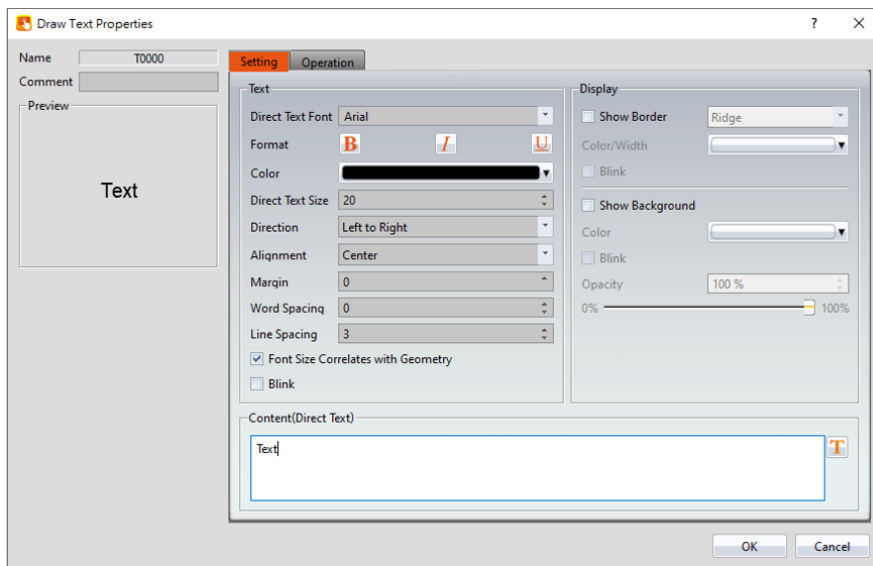 Draw Text Properties
? ×
Name T0000
Comment
Preview
Text
Setting Operation
Text
Direct Text Font Arial
Format B I U
Color
Direct Text Size 20
Direction Left to Right
Alignment Center
Margin 0
Word Spacing 0
Line Spacing 3
Font Size Correlates with Geometry
Blink
Display
Show Border Ridge
Color/Width
Blink
Show Background
Color
Blink
Opacity 100 %
0% 100%
Content(Direct Text)
Text
T
OK Cancel